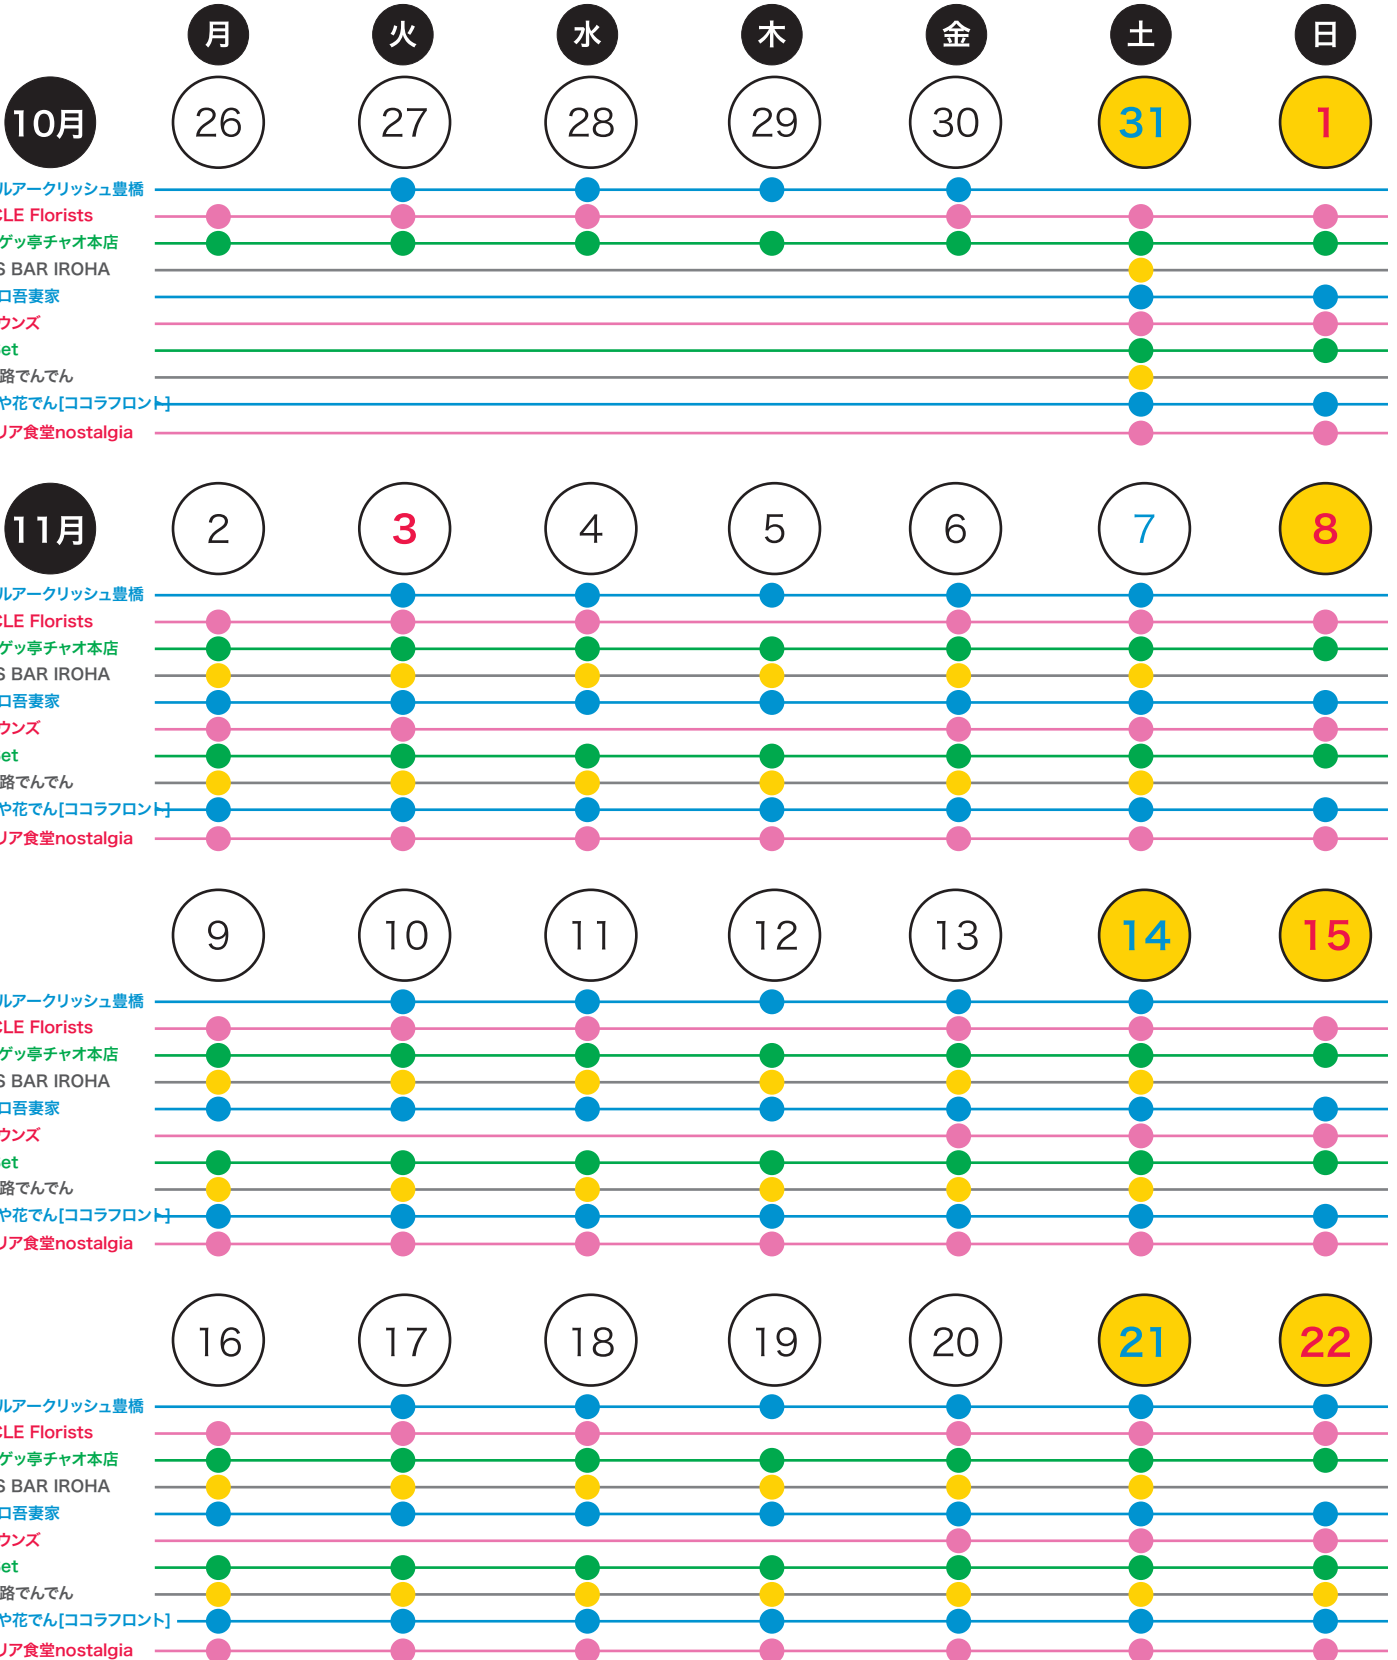 月 火 水 木 金 土 日
10月 26 27 28 29 30 31 1
ルアークリッシュ豊橋
CLE Florists
ゲッ亭チャオ本店
S BAR IROHA
ロ吾妻家
ウンズ
et
路でんでん
や花でん[ココラフロント]
リア食堂nostalgia
11月 2 3 4 5 6 7 8
ルアークリッシュ豊橋
CLE Florists
ゲッ亭チャオ本店
S BAR IROHA
ロ吾妻家
ウンズ
et
路でんでん
や花でん[ココラフロント]
リア食堂nostalgia
9 10 11 12 13 14 15
ルアークリッシュ豊橋
CLE Florists
ゲッ亭チャオ本店
S BAR IROHA
ロ吾妻家
ウンズ
et
路でんでん
や花でん[ココラフロント]
リア食堂nostalgia
16 17 18 19 20 21 22
ルアークリッシュ豊橋
CLE Florists
ゲッ亭チャオ本店
S BAR IROHA
ロ吾妻家
ウンズ
et
路でんでん
や花でん[ココラフロント]
リア食堂nostalgia